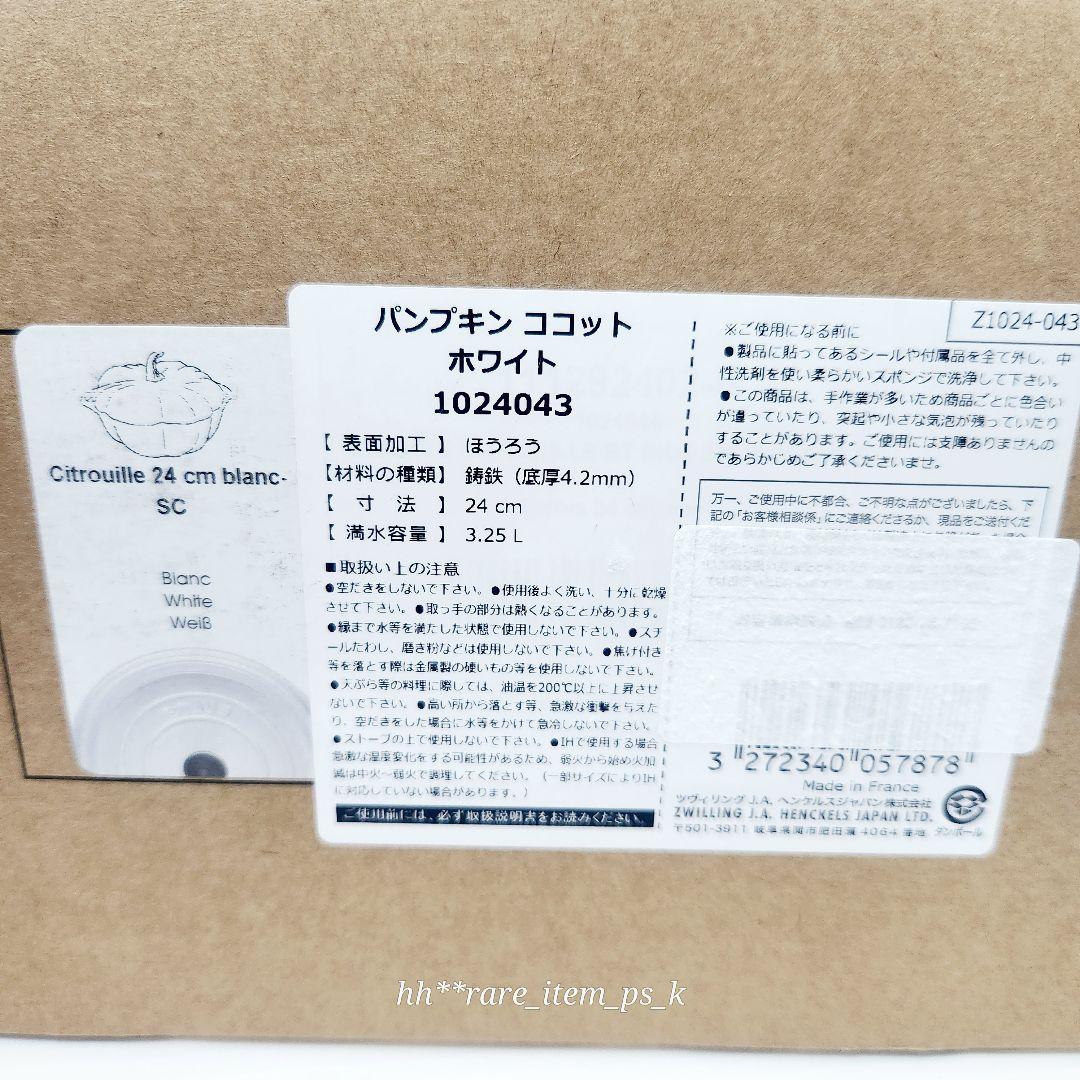 Citrouille 24 cm blanc-
SC
Blanc
White
Weiß
パンプキン ココット
ホワイト
1024043
【 表面加工 】 ほうろう
【材料の種類】 鋳鉄（底厚4.2mm）
【 寸 法 】 24 cm
【 満水容量 】 3.25 L
■取扱い上の注意
●空だきをしないで下さい。●使用後よく洗い、十分に乾燥
させて下さい。●取っ手の部分は熱くなることがあります。
●縁まで水等を満たした状態で使用しないで下さい。●スチ
ールたわし、磨き粉などは使用しないで下さい。●焦げ付き
等を落とす際は金属製の硬いもの等を使用しないで下さい。
●天ぷら等の料理に際しては、油温を200℃以上に上昇させ
ないで下さい。●高い所から落とす等、急激な衝撃を与えた
り、空だきをした場合に水等をかけて急冷しないで下さい。
●ストーブの上で使用しないで下さい。●IHで使用する場合
急激な温度変化をする可能性があるため、弱火から始め火加
減は中火〜弱火で調理してください。（一部サイズによりIH
に対応していない場合があります。）
ご使用前には、必ず取扱説明書をお読みください。
Z1024-043
※ご使用になる前に
●製品に貼ってあるシールや付属品を全て外し、中
性洗剤を使い柔らかいスポンジで洗浄して下さい。
●この商品は、手作業が多いため商品ごとに色合い
が違っていたり、突起や小さな気泡が残っていたり
することがあります。ご使用には支障ありませんの
であらかじめご了承くださいませ。
万一、ご使用中に不都合、ご不明な点がございましたら、下
記の「お客様相談係」にご連絡くださるか、現品をご送付くだ
3 "272340"057878"
Made in France
ツヴィリング J.A. ヘンケルスジャパン株式会社
ZWILLING J.A. HENCKELS JAPAN LTD.
〒501-3911 岐阜県関市肥田瀬 4064 番地 ダンボール
hh**rare_item_ps_k